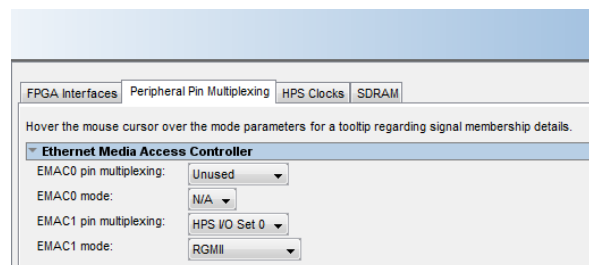 FPGA Interfaces Peripheral Pin Multiplexing HPS Clocks SDRAM
Hover the mouse cursor over the mode parameters for a tooltip regarding signal membership details.
Ethernet Media Access Controller
EMAC0 pin multiplexing: Unused
EMAC0 mode: N/A
EMAC1 pin multiplexing: HPS I/O Set 0
EMAC1 mode: RGMII